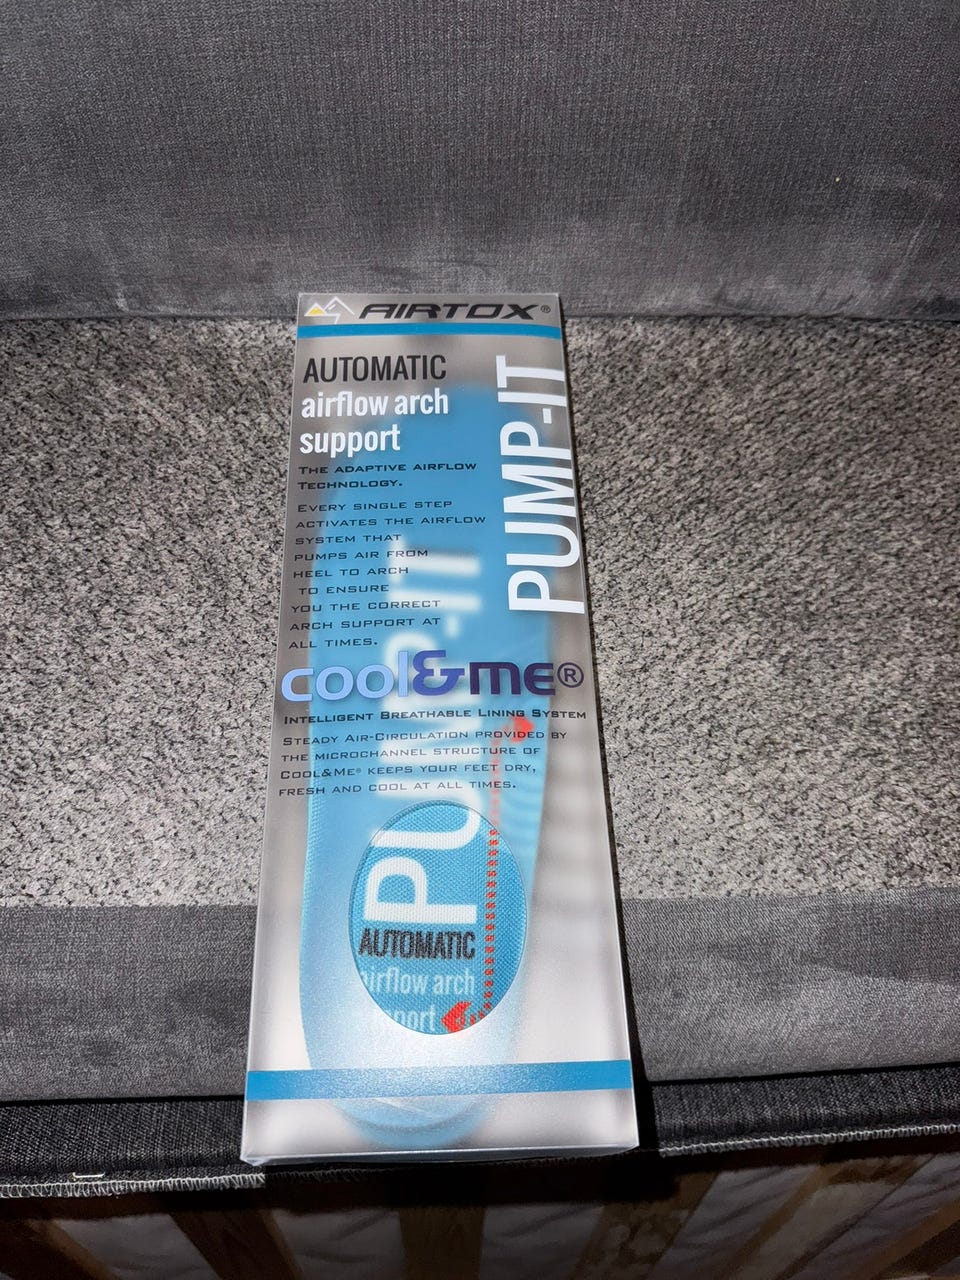 AIRTOX®
AUTOMATIC
airflow arch
support
PUMP-IT
THE ADAPTIVE AIRFLOW
TECHNOLOGY.
EVERY SINGLE STEP
ACTIVATES THE AIRFLOW
SYSTEM THAT
PUMPS AIR FROM
HEEL TO ARCH
TO ENSURE
YOU THE CORRECT
ARCH SUPPORT AT
ALL TIMES.
PUMP-IT
cool&me®
INTELLIGENT BREATHABLE LINING SYSTEM
STEADY AIR-CIRCULATION PROVIDED BY
THE MICROCHANNEL STRUCTURE OF
COOL&ME® KEEPS YOUR FEET DRY,
FRESH AND COOL AT ALL TIMES.
AUTOMATIC
airflow arch
support